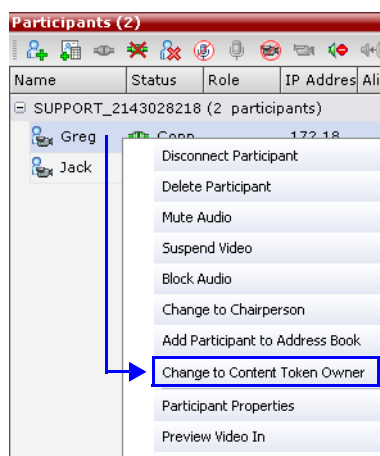 Participants (2)
Name Status Role IP Addres Ali
SUPPORT_2143028218 (2 participants)
Greg Conn 172.18
Jack
Disconnect Participant
Delete Participant
Mute Audio
Suspend Video
Block Audio
Change to Chairperson
Add Participant to Address Book
Change to Content Token Owner
Participant Properties
Preview Video In